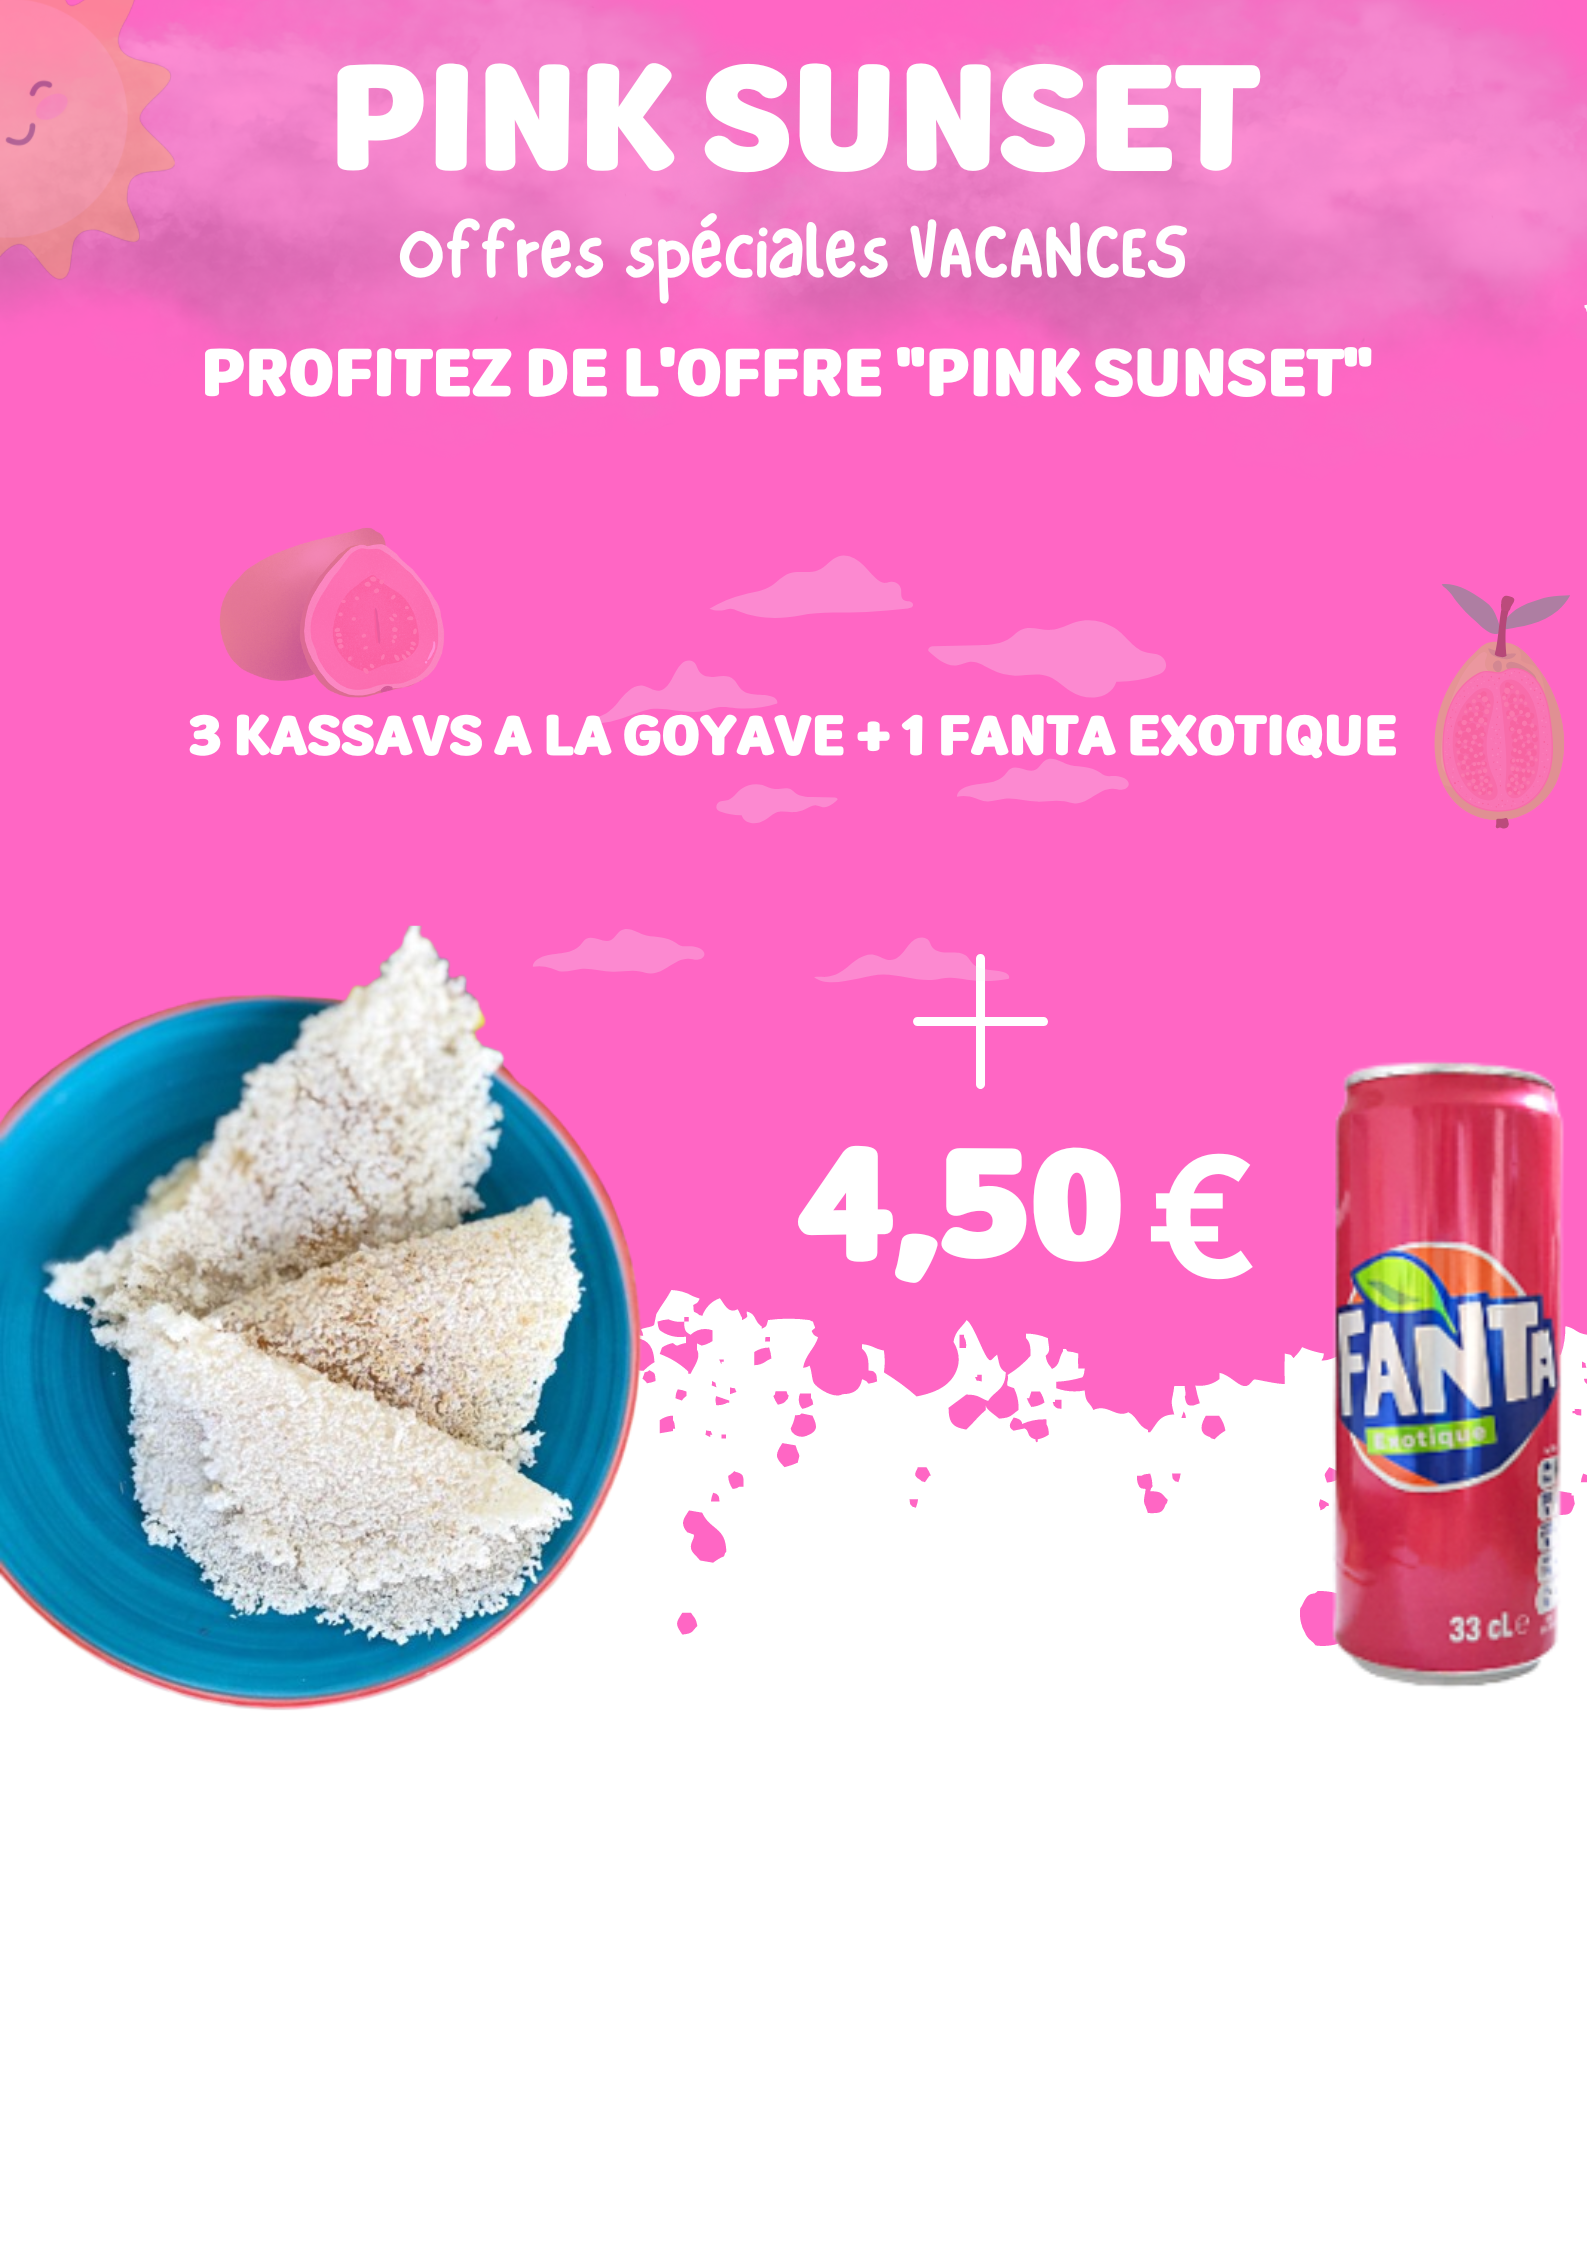 PINK SUNSET
offres spéciales VACANCES
PROFITEZ DE L'OFFRE "PINK SUNSET"
3 KASSAVS A LA GOYAVE + 1 FANTA EXOTIQUE
+
4,50 €
FANTA
Exotique
33 cL e